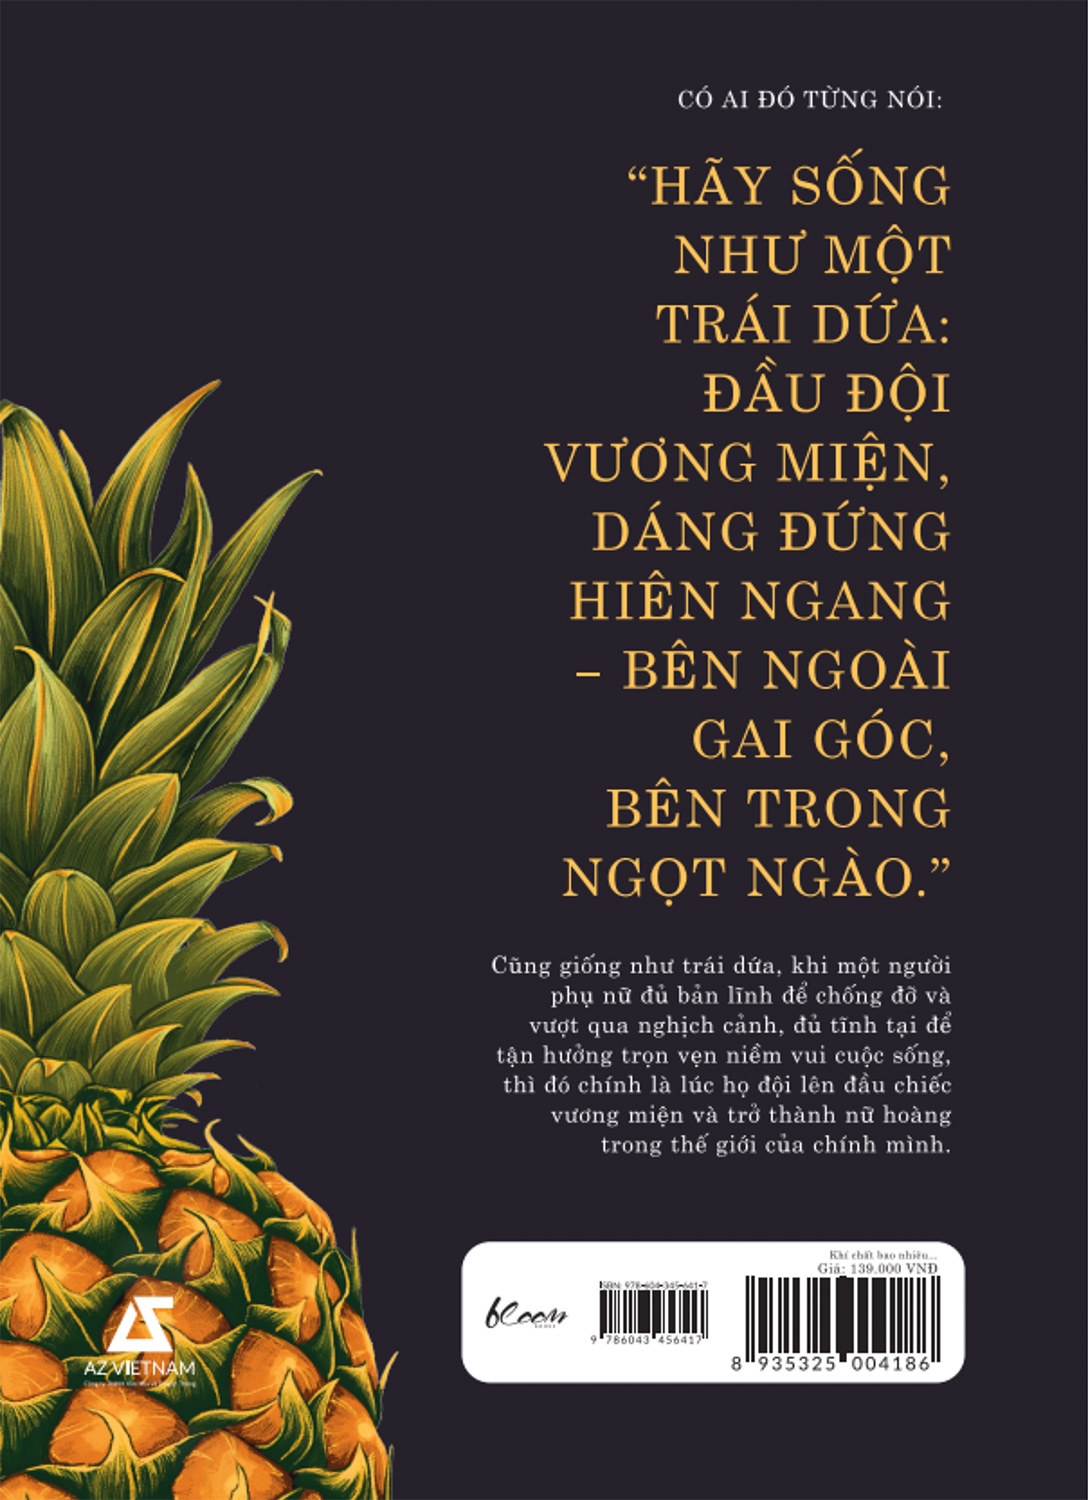 CÓ AI ĐÓ TỪNG NÓI:
“HÃY SỐNG
NHƯ MỘT
TRÁI DỨA:
ĐẦU ĐỘI
VƯƠNG MIỆN,
DÁNG ĐỨNG
HIÊN NGANG
– BÊN NGOÀI
GAI GÓC,
BÊN TRONG
NGỌT NGÀO.”
Cũng giống như trái dứa, khi một người
phụ nữ đủ bản lĩnh để chống đỡ và
vượt qua nghịch cảnh, đủ tĩnh tại để
tận hưởng trọn vẹn niềm vui cuộc sống,
thì đó chính là lúc họ đội lên đầu chiếc
vương miện và trở thành nữ hoàng
trong thế giới của chính mình.
Khí chất bao nhiêu...
Giá: 139.000 VNĐ
ISBN: 978-604-345-641-7
bloom
BOOKS
9 786043 456417
8 935325 004186
AZ VIETNAM